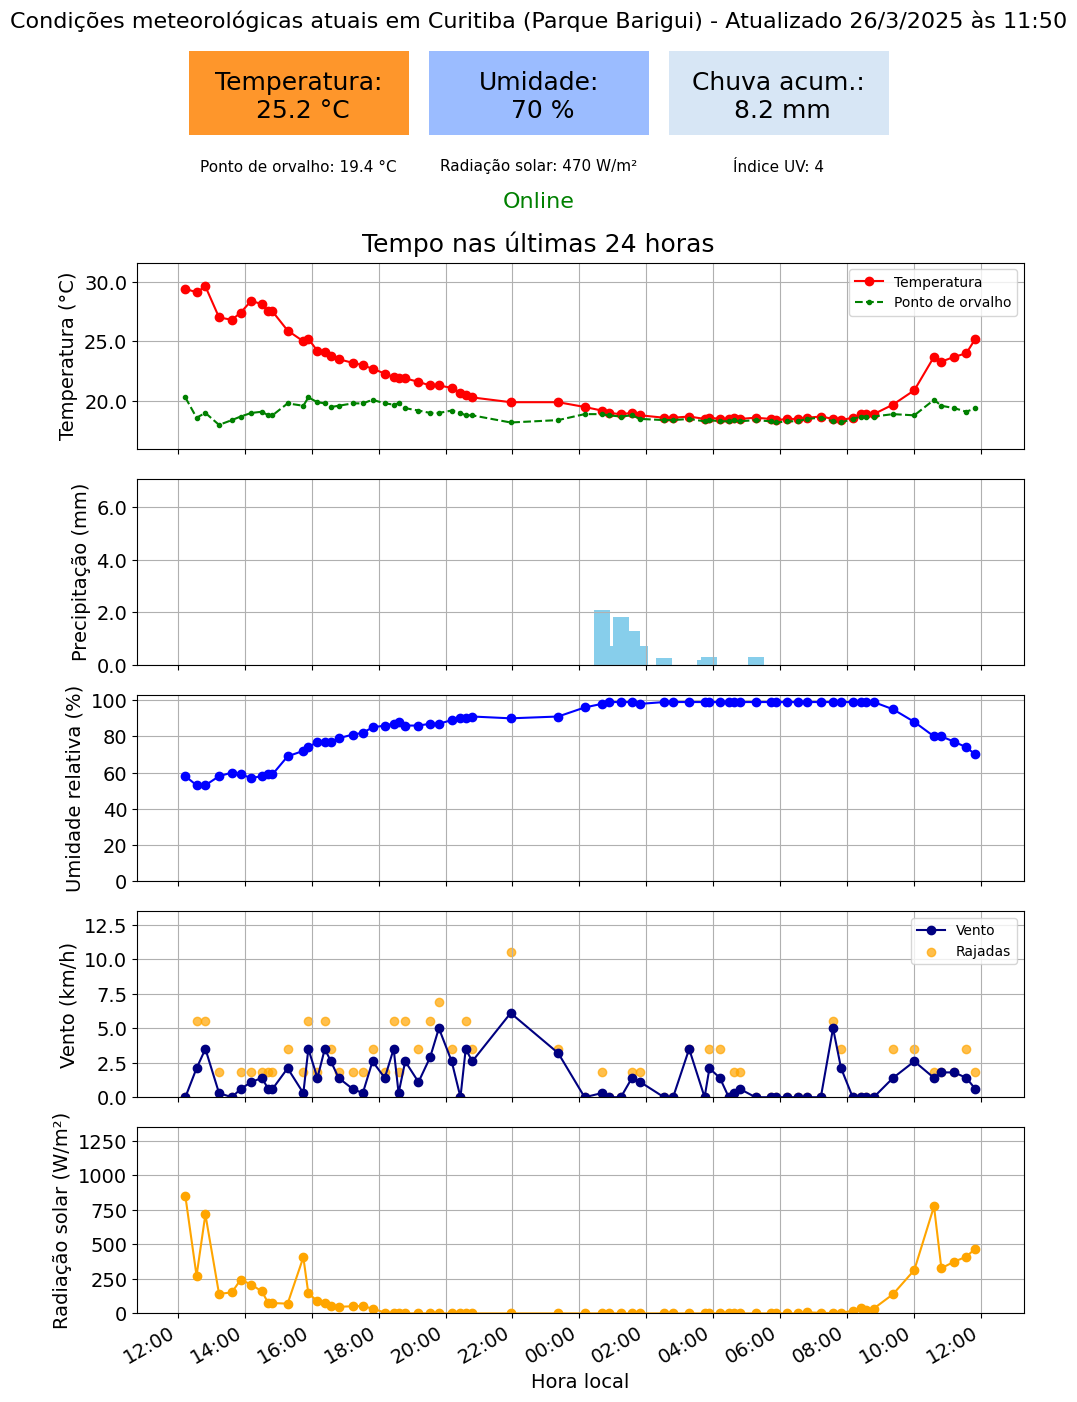 Condições meteorológicas atuais em Curitiba (Parque Barigui) - Atualizado 26/3/2025 às 11:50
Temperatura:
25.2 °C
Umidade:
70 %
Chuva acum.:
8.2 mm
Ponto de orvalho: 19.4 °C
Radiação solar: 470 W/m²
Índice UV: 4
Online
Tempo nas últimas 24 horas
Temperatura (°C)
30.0
25.0
20.0
Temperatura
Ponto de orvalho
Precipitação (mm)
6.0
4.0
2.0
0.0
Umidade relativa (%)
100
80
60
40
20
0
Vento (km/h)
12.5
10.0
7.5
5.0
2.5
0.0
Vento
Rajadas
Radiação solar (W/m²)
1250
1000
750
500
250
0
12:00
14:00
16:00
18:00
20:00
22:00
00:00
02:00
04:00
06:00
08:00
10:00
12:00
Hora local